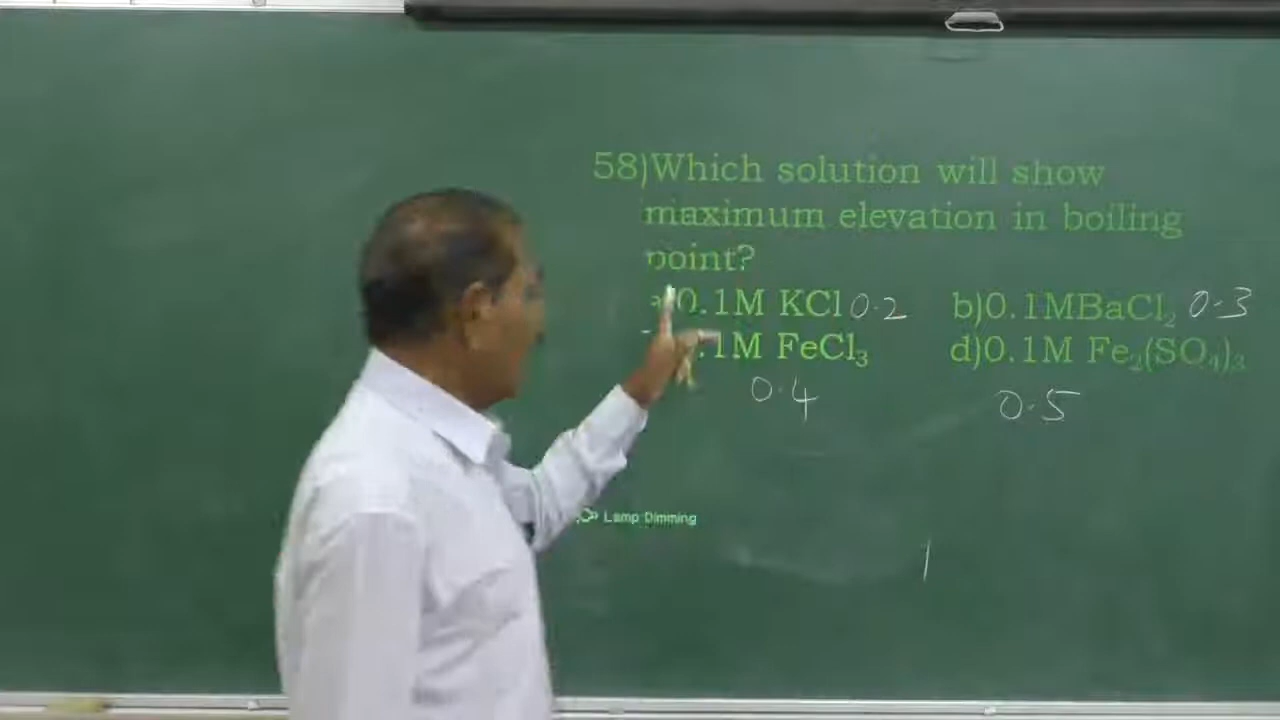 58)Which solution will show
maximum elevation in boiling
point?
a)0.1M KCl 0.2 b)0.1MBaCl₂ 0.3
.1M FeCl₃ d)0.1M Fe₂(SO₄)₃
0.4 0.5
Lamp Dimming